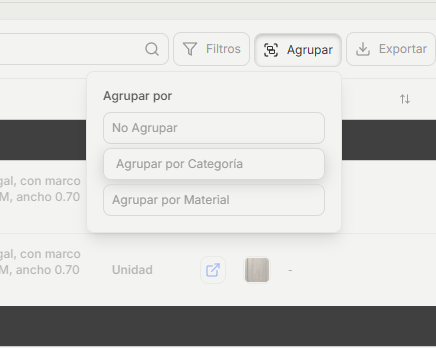 Filtros
Agrupar
Exportar
Agrupar por
No Agrupar
Agrupar por Categoría
Agrupar por Material
gal, con marco
M, ancho 0.70
gal, con marco
M, ancho 0.70
Unidad
-